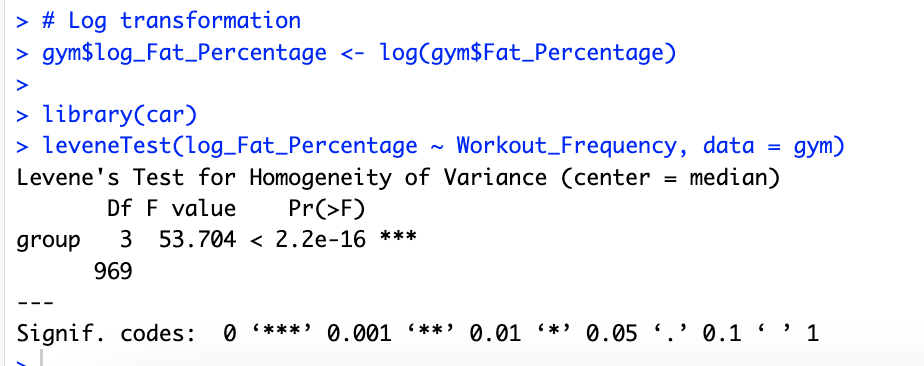 > # Log transformation
> gym$log_Fat_Percentage <- log(gym$Fat_Percentage)
>
> library(car)
> leveneTest(log_Fat_Percentage ~ Workout_Frequency, data = gym)
Levene's Test for Homogeneity of Variance (center = median)
       Df F value    Pr(>F)    
group   3  53.704 < 2.2e-16 ***
      969                      
---
Signif. codes:  0 ‘***’ 0.001 ‘**’ 0.01 ‘*’ 0.05 ‘.’ 0.1 ‘ ’ 1
>